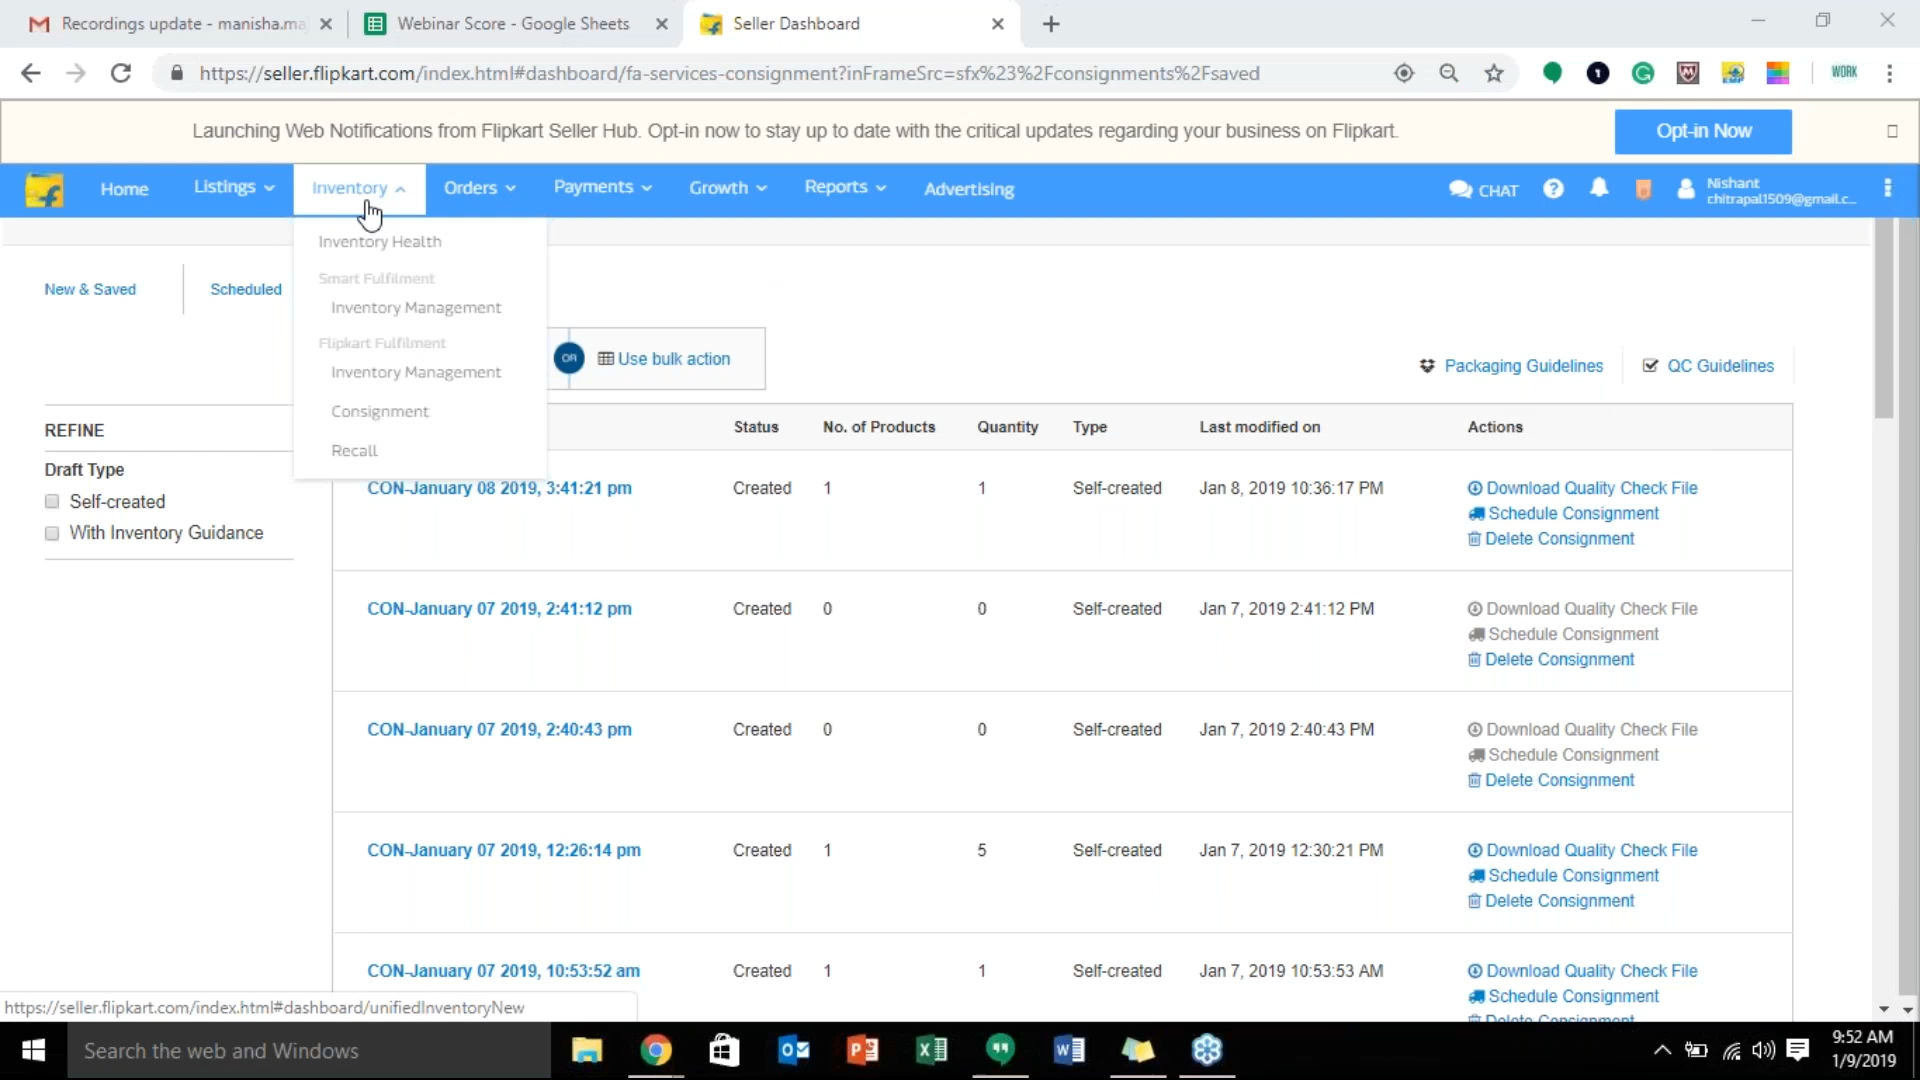 Recordings update - manisha.ma
Webinar Score - Google Sheets
Seller Dashboard
https://seller.flipkart.com/index.html#dashboard/fa-services-consignment?inFrameSrc=sfx%23%2Fconsignments%2Fsaved
WORK
Launching Web Notifications from Flipkart Seller Hub. Opt-in now to stay up to date with the critical updates regarding your business on Flipkart.
Opt-in Now
Home Listings Inventory Orders Payments Growth Reports Advertising CHAT
Nishant
chitrapal1509@gmail.c...
Inventory Health
Smart Fulfilment
Inventory Management
Flipkart Fulfilment
Inventory Management
Consignment
Recall
New & Saved Scheduled
OR Use bulk action
Packaging Guidelines QC Guidelines
REFINE
Draft Type
Self-created
With Inventory Guidance
Status No. of Products Quantity Type Last modified on Actions
CON-January 08 2019, 3:41:21 pm Created 1 1 Self-created Jan 8, 2019 10:36:17 PM Download Quality Check File
Schedule Consignment
Delete Consignment
CON-January 07 2019, 2:41:12 pm Created 0 0 Self-created Jan 7, 2019 2:41:12 PM Download Quality Check File
Schedule Consignment
Delete Consignment
CON-January 07 2019, 2:40:43 pm Created 0 0 Self-created Jan 7, 2019 2:40:43 PM Download Quality Check File
Schedule Consignment
Delete Consignment
CON-January 07 2019, 12:26:14 pm Created 1 5 Self-created Jan 7, 2019 12:30:21 PM Download Quality Check File
Schedule Consignment
Delete Consignment
CON-January 07 2019, 10:53:52 am Created 1 1 Self-created Jan 7, 2019 10:53:53 AM Download Quality Check File
Schedule Consignment
Delete Consignment
https://seller.flipkart.com/index.html#dashboard/unifiedInventoryNew
Search the web and Windows
9:52 AM
1/9/2019